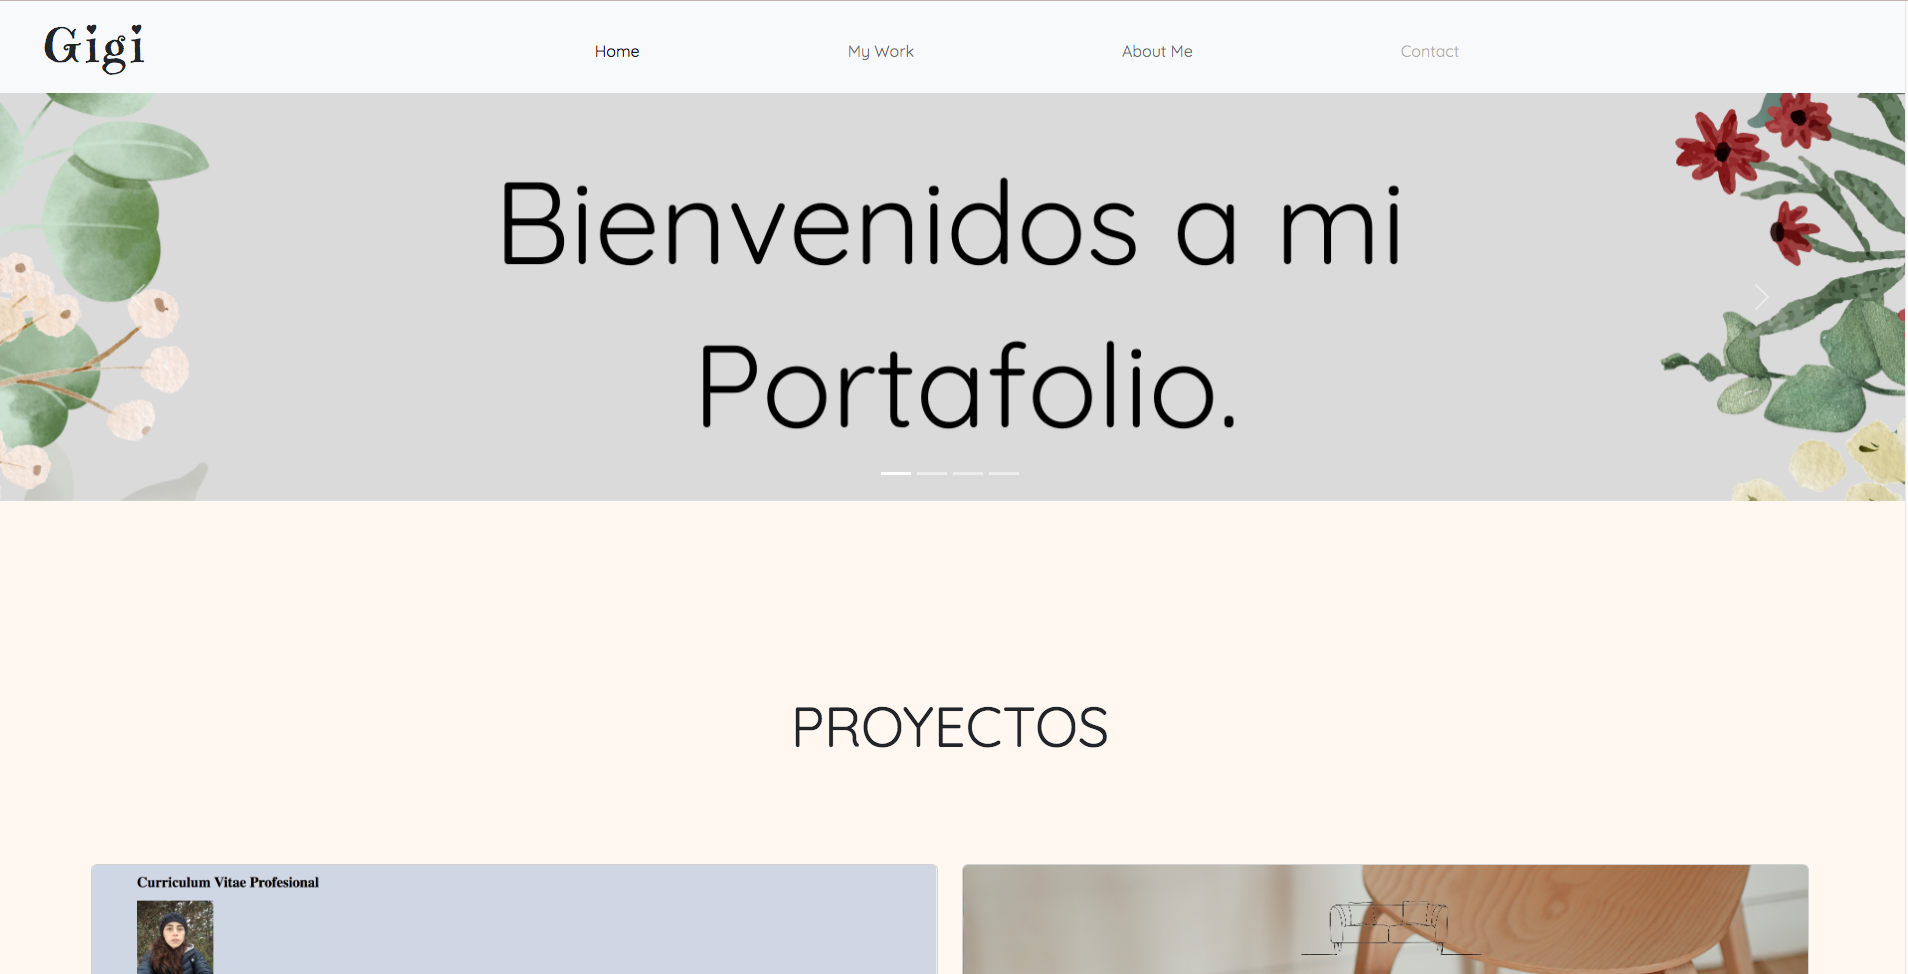 Gigi
Home
My Work
About Me
Contact
Bienvenidos a mi
Portafolio.
PROYECTOS
Curriculum Vitae Profesional